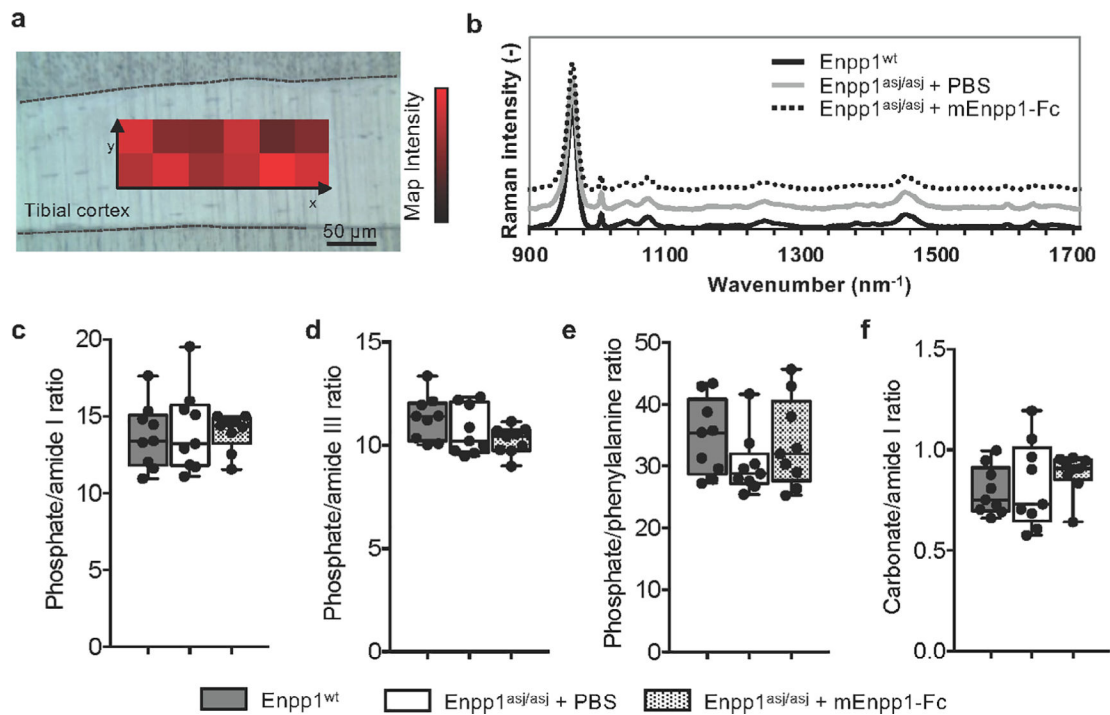 a
y
x
Tibial cortex
50 µm
Map Intensity
b
Raman intensity (-)
Enpp1wt
Enpp1asj/asj + PBS
Enpp1asj/asj + mEnpp1-Fc
900 1100 1300 1500 1700
Wavenumber (nm-1)
c
Phosphate/amide I ratio
20
15
10
5
0
d
Phosphate/amide III ratio
15
10
5
0
e
Phosphate/phenylalanine ratio
50
40
30
20
10
0
f
Carbonate/amide I ratio
1.5
1.0
0.5
0.0
Enpp1wt
Enpp1asj/asj + PBS
Enpp1asj/asj + mEnpp1-Fc